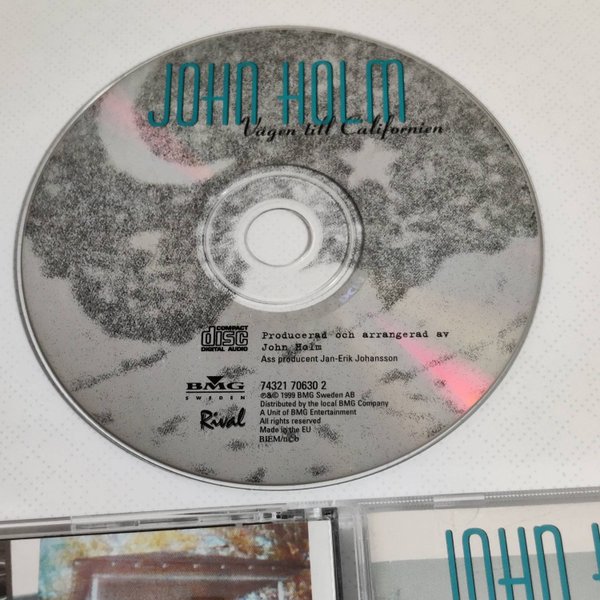 JOHN HOLM
Vägen till Californien
COMPACT
disc
DIGITAL AUDIO
Producerad och arrangerad av
John Holm
Ass producent Jan-Erik Johansson
BMG
SWEDEN
Rival
74321 70630 2
℗&© 1999 BMG Sweden AB
Distributed by the local BMG Company
A Unit of BMG Entertainment
All rights reserved
Made in the EU
BIEM/ncb
JOHN